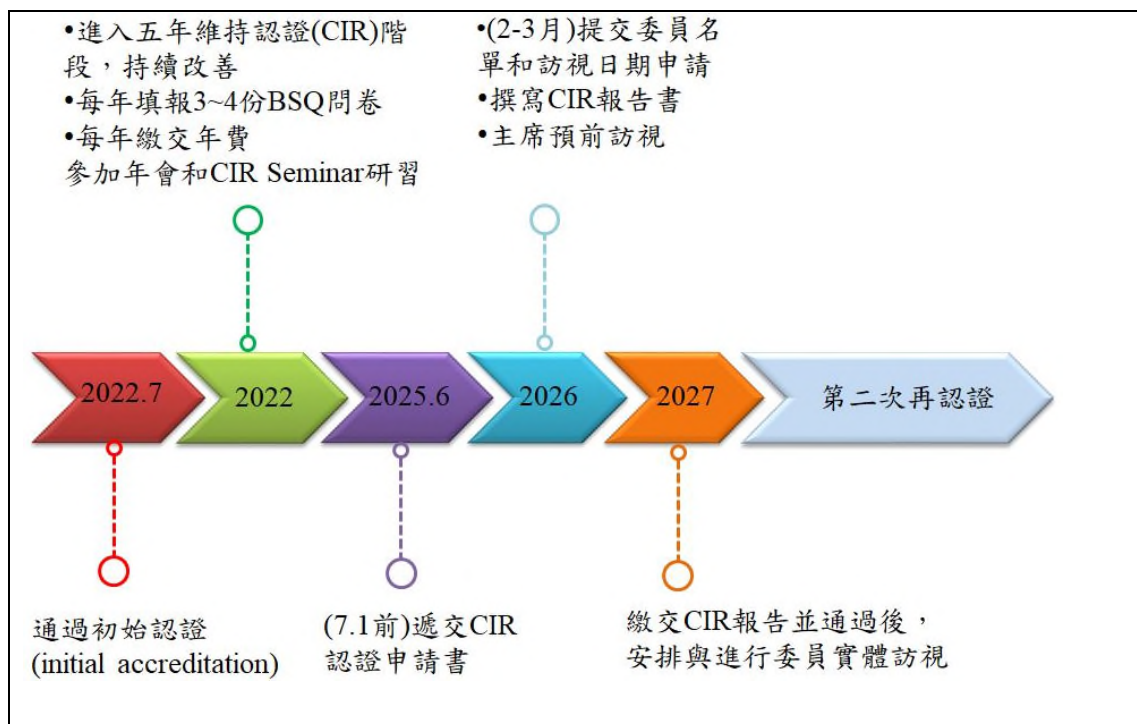 •進入五年維持認證(CIR)階
段，持續改善
•每年填報3~4份BSQ問卷
•每年繳交年費
參加年會和CIR Seminar研習
•(2-3月)提交委員名
單和訪視日期申請
•撰寫CIR報告書
•主席預前訪視
2022.7
2022
2025.6
2026
2027
第二次再認證
通過初始認證
(initial accreditation)
(7.1前)遞交CIR
認證申請書
繳交CIR報告並通過後，
安排與進行委員實體訪視